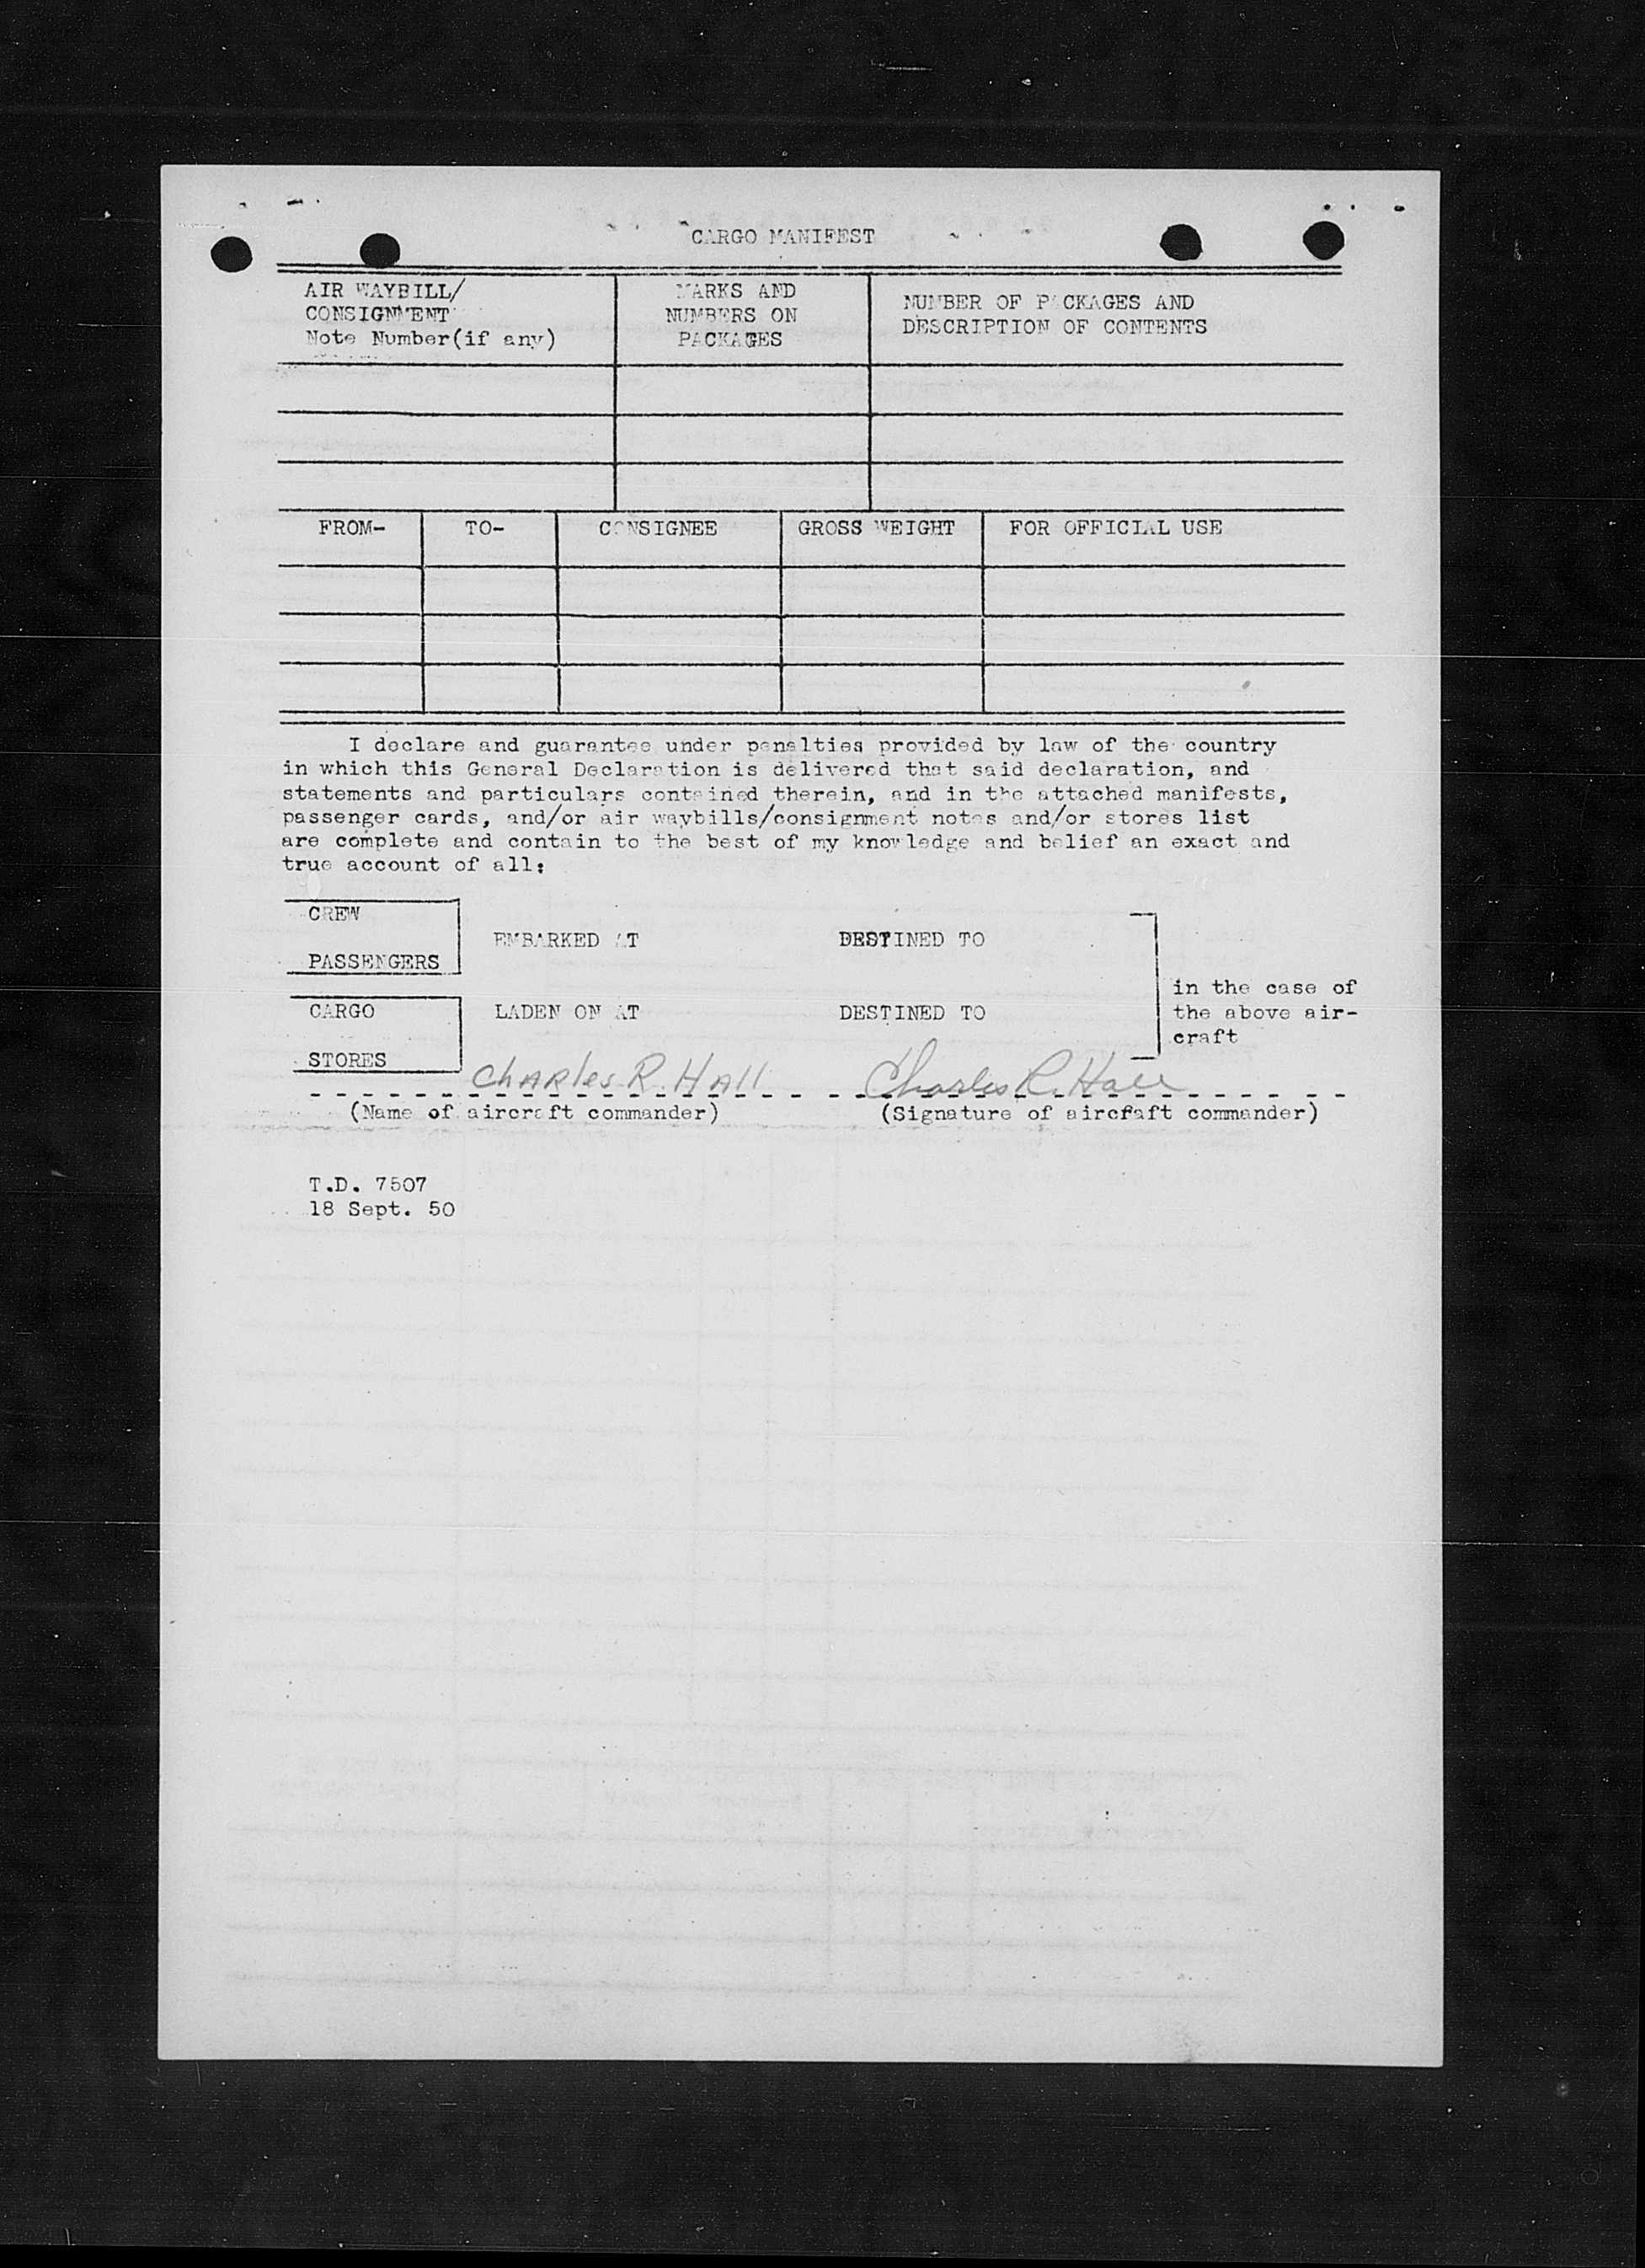 CARGO MANIFEST
AIR WAYBILL/
CONSIGNMENT
Note Number(if any)
MARKS AND
NUMBERS ON
PACKAGES
NUMBER OF PACKAGES AND
DESCRIPTION OF CONTENTS
FROM- TO- CONSIGNEE GROSS WEIGHT FOR OFFICIAL USE
I declare and guarantee under penalties provided by law of the country
in which this General Declaration is delivered that said declaration, and
statements and particulars contained therein, and in the attached manifests,
passenger cards, and/or air waybills/consignment notes and/or stores list
are complete and contain to the best of my knowledge and belief an exact and
true account of all:
CREW
PASSENGERS
EMBARKED AT DESTINED TO
CARGO
STORES
LADEN ON AT DESTINED TO
in the case of
the above air-
craft
Charles R. Hall Charles R. Hall
(Name of aircraft commander) (Signature of aircraft commander)
T.D. 7507
18 Sept. 50